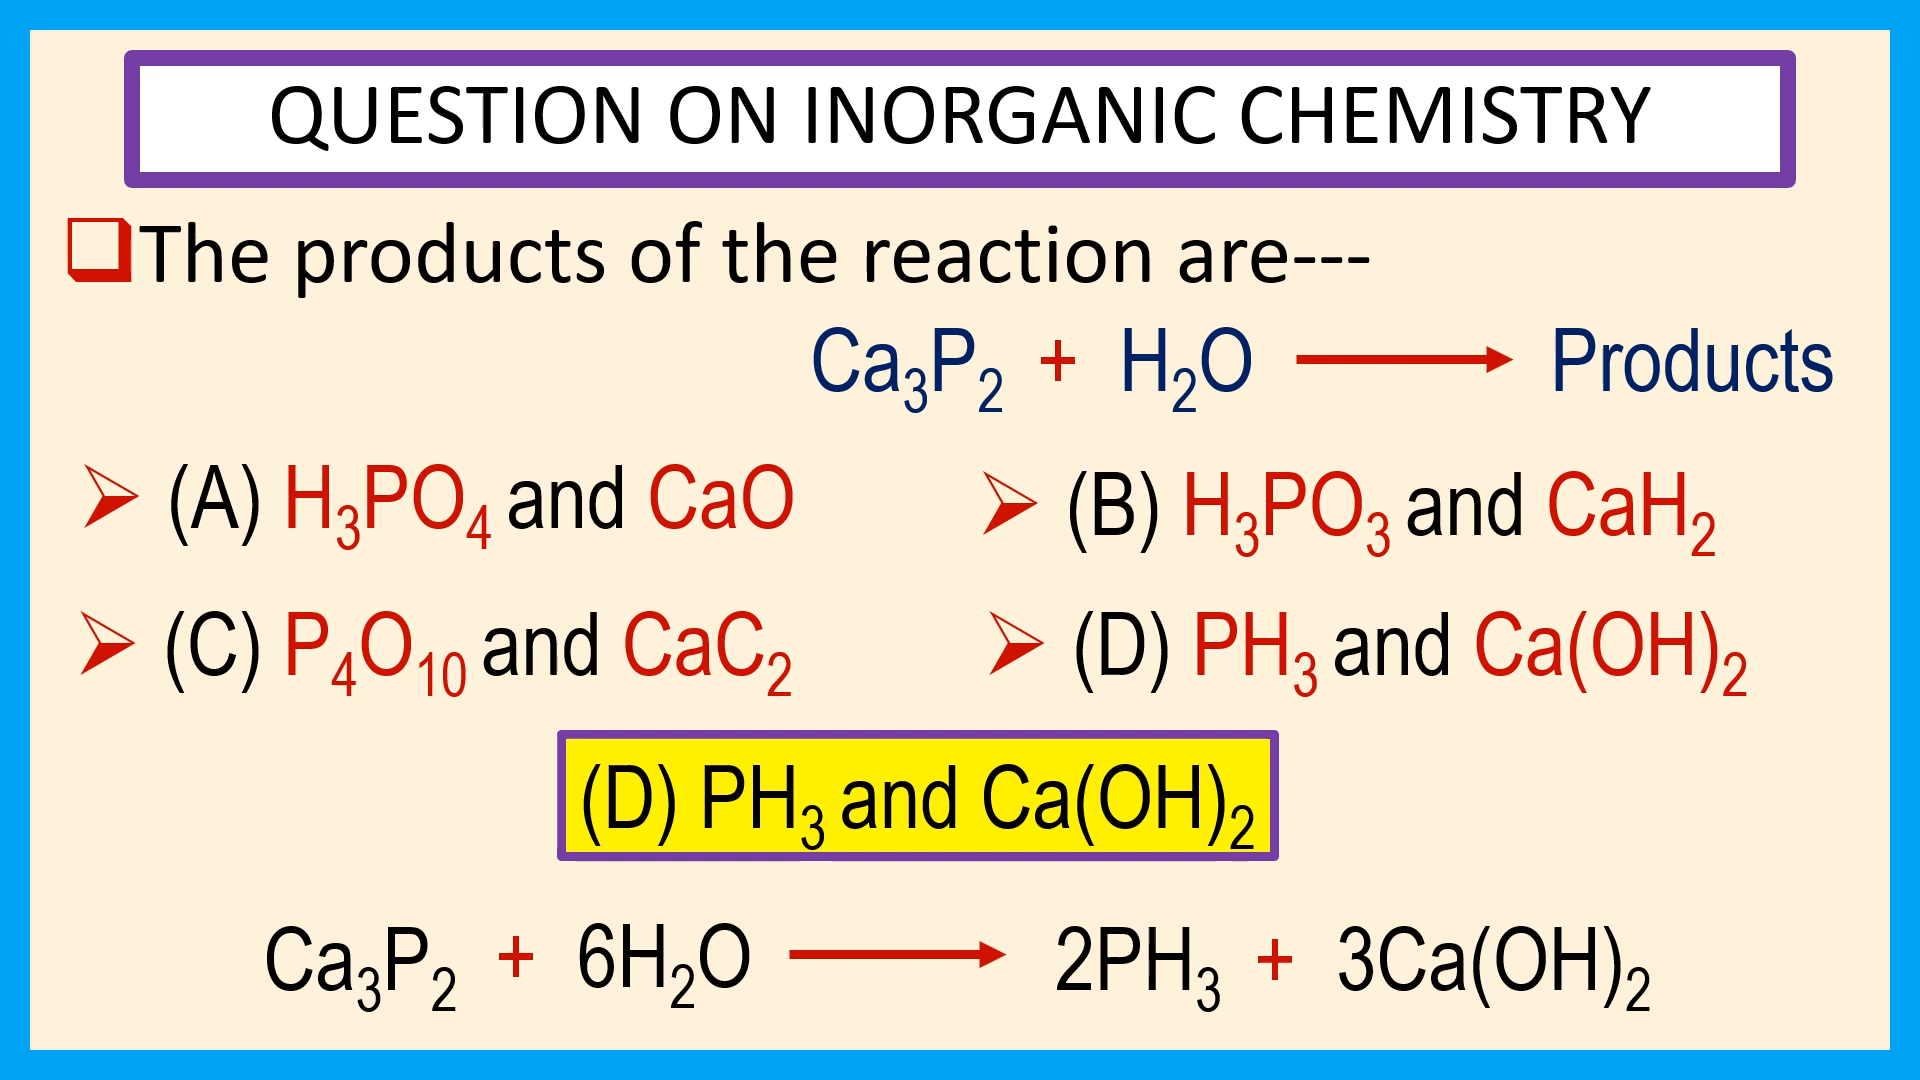 QUESTION ON INORGANIC CHEMISTRY
❑The products of the reaction are---
Ca₃P₂ + H₂O ⟶ Products
➢ (A) H₃PO₄ and CaO
➢ (B) H₃PO₃ and CaH₂
➢ (C) P₄O₁₀ and CaC₂
➢ (D) PH₃ and Ca(OH)₂
(D) PH₃ and Ca(OH)₂
Ca₃P₂ + 6H₂O ⟶ 2PH₃ + 3Ca(OH)₂